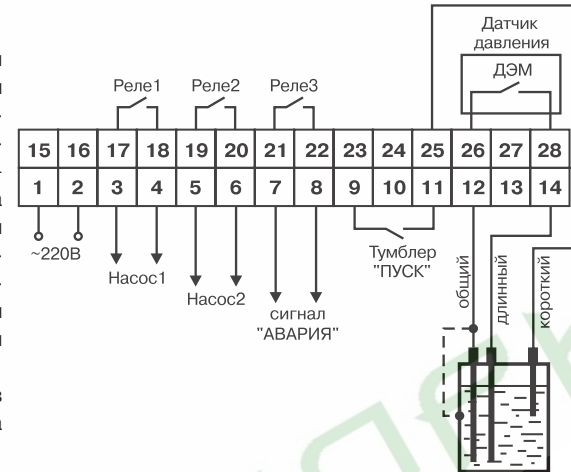 Датчик
давления
ДЭМ
Реле1 Реле2 Реле3
15 16 17 18 19 20 21 22 23 24 25 26 27 28
1 2 3 4 5 6 7 8 9 10 11 12 13 14
~220В
Насос1
Насос2
сигнал
"АВАРИЯ"
Тумблер
"ПУСК"
общий
длинный
короткий